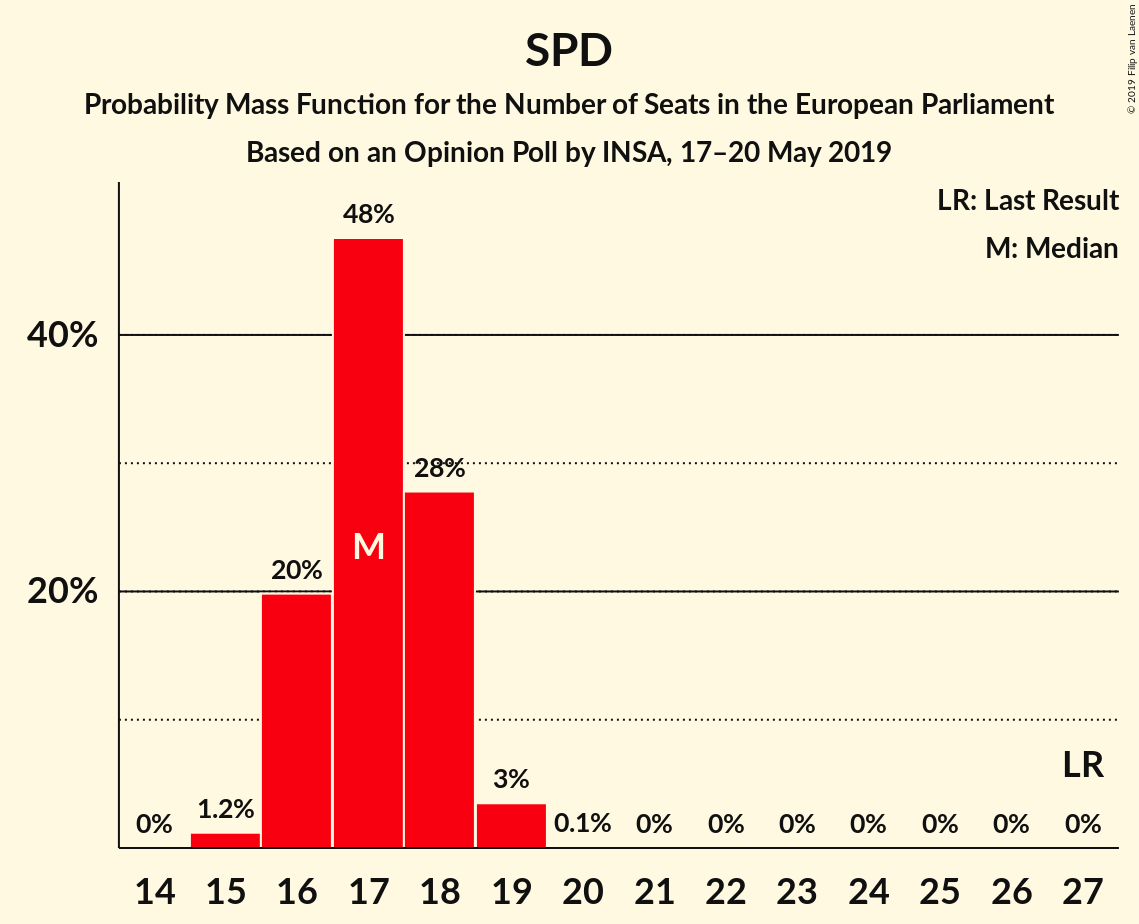 SPD
Probability Mass Function for the Number of Seats in the European Parliament
Based on an Opinion Poll by INSA, 17–20 May 2019
© 2019 Filip van Laenen
LR: Last Result
M: Median
48%
40%
28%
M
20%
20%
LR
3%
0% 1.2% 0.1% 0% 0% 0% 0% 0% 0% 0%
14 15 16 17 18 19 20 21 22 23 24 25 26 27